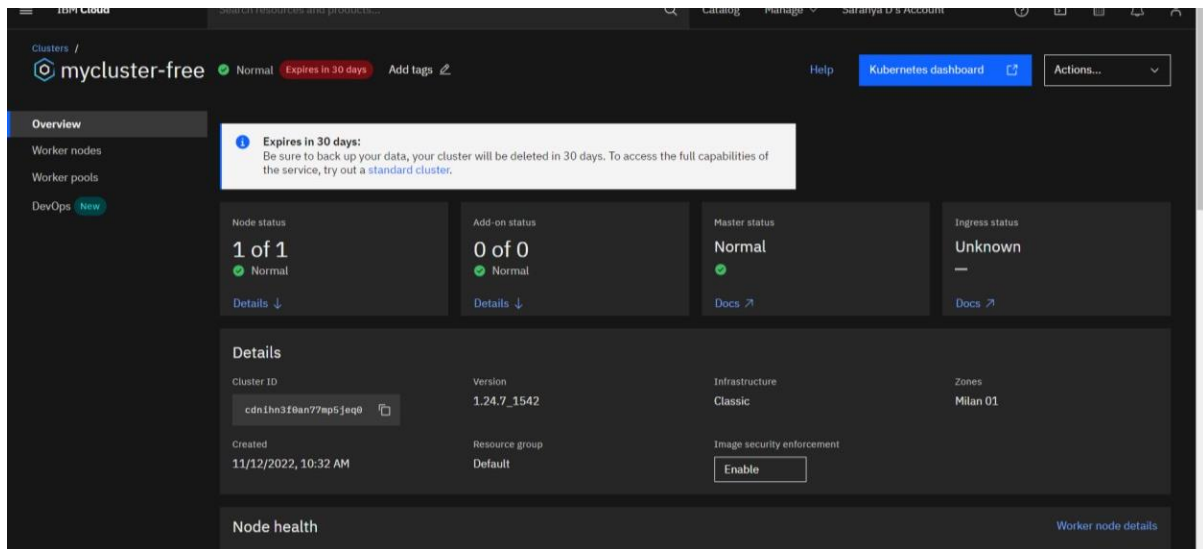 IBM Cloud
Search resources and products...
Catalog
Manage
Saranya D's Account
Clusters /
mycluster-free
Normal
Expires in 30 days
Add tags
Help
Kubernetes dashboard
Actions...
Overview
Worker nodes
Worker pools
DevOps New
Expires in 30 days:
Be sure to back up your data, your cluster will be deleted in 30 days. To access the full capabilities of
the service, try out a standard cluster.
Node status
1 of 1
Normal
Details
Add-on status
0 of 0
Normal
Details
Master status
Normal
Docs
Ingress status
Unknown
Docs
Details
Cluster ID
cdn1hn3f0an77mp5jeq0
Version
1.24.7_1542
Infrastructure
Classic
Zones
Milan 01
Created
11/12/2022, 10:32 AM
Resource group
Default
Image security enforcement
Enable
Node health
Worker node details